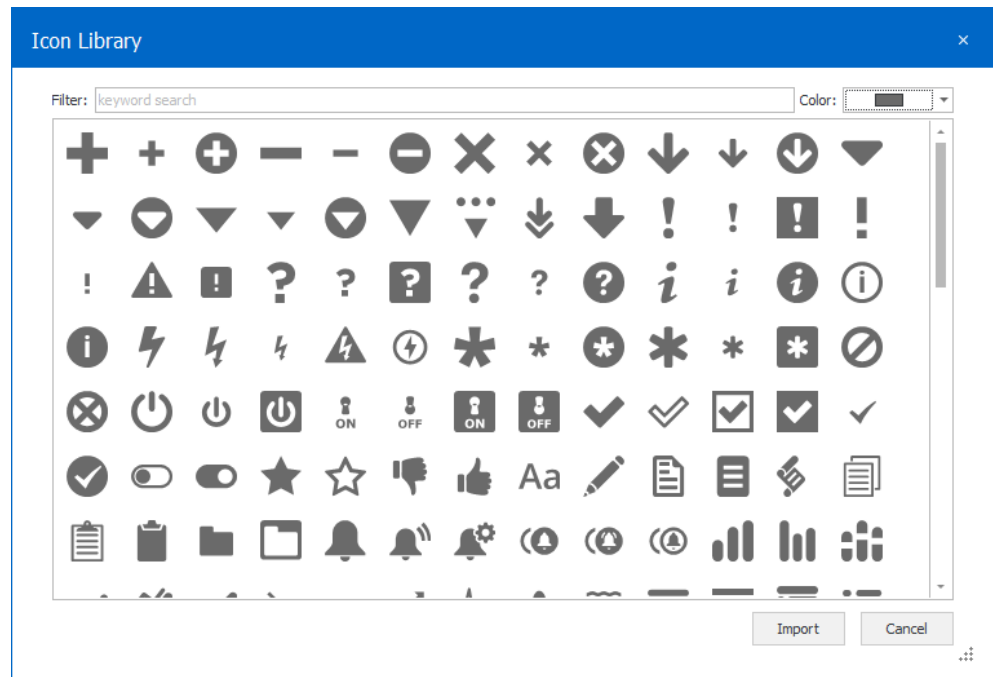 Icon Library
Filter: keyword search Color:
ON OFF ON OFF
Aa
Import Cancel